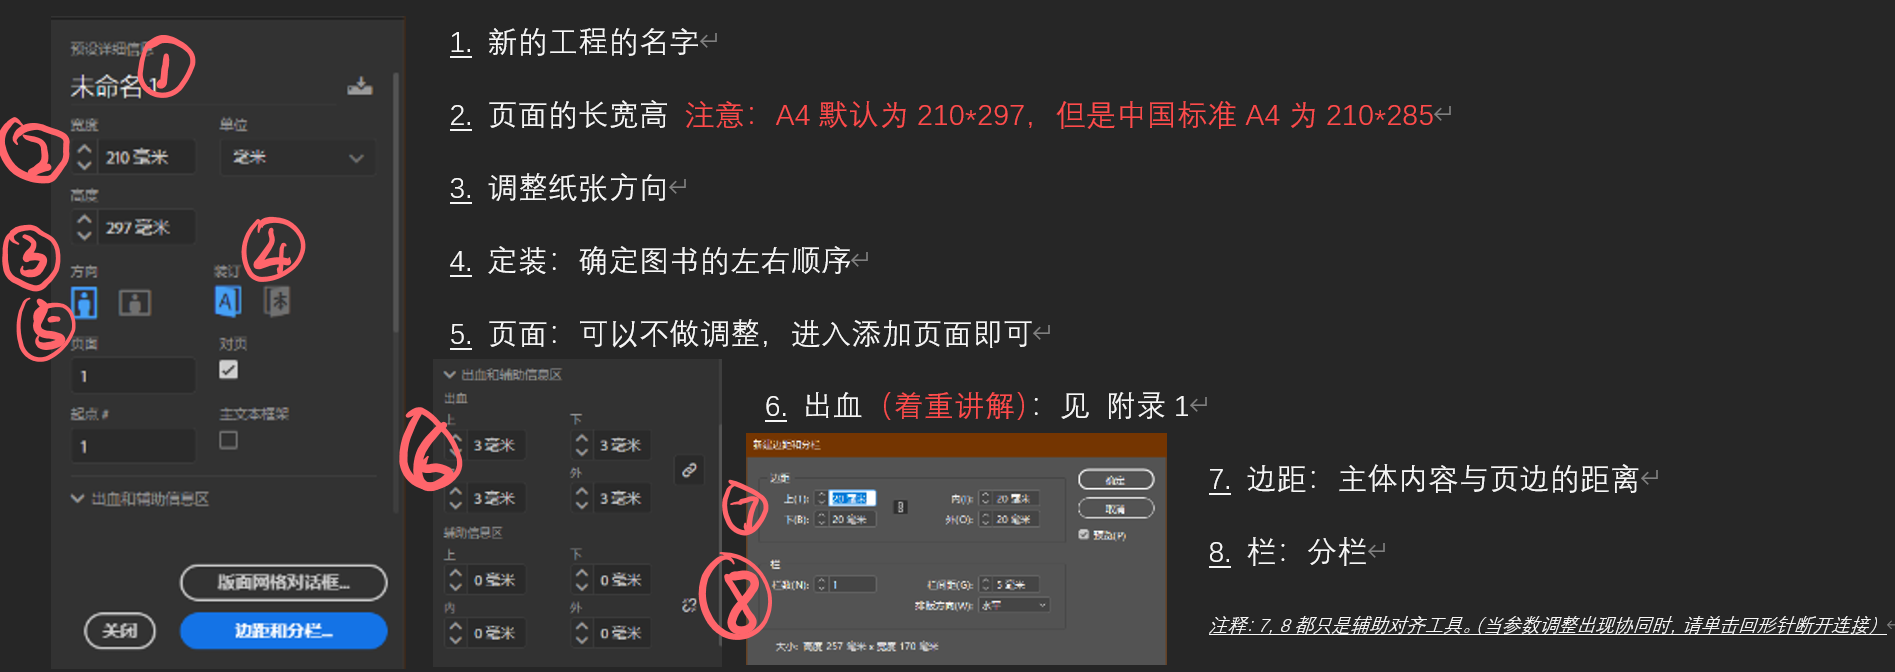 预设详细信息
①
未命名 1
宽度
单位
②
210 毫米
毫米
高度
297 毫米
③
④
方向
装订
A
本
⑤
页面
对页
1
起点 #
主文本框架
1
出血和辅助信息区
版面网格对话框...
关闭
边距和分栏...
1. 新的工程的名字
2. 页面的长宽高 注意：A4 默认为 210*297，但是中国标准 A4 为 210*285
3. 调整纸张方向
4. 定装：确定图书的左右顺序
5. 页面：可以不做调整，进入添加页面即可
出血和辅助信息区
出血
上
下
⑥
3 毫米
3 毫米
外
3 毫米
3 毫米
辅助信息区
上
下
0 毫米
0 毫米
内
外
0 毫米
0 毫米
6. 出血（着重讲解）：见 附录 1
新建边距和分栏
边距
⑦
上(T):
20 毫米
内(I):
20 毫米
下(B):
20 毫米
外(O):
20 毫米
确定
取消
预览(P)
⑧
栏
栏数(N):
1
栏间距(G):
5 毫米
排版方向(W):
水平
大小: 高度 257 毫米 x 宽度 170 毫米
7. 边距：主体内容与页边的距离
8. 栏：分栏
注释：7, 8 都只是辅助对齐工具。（当参数调整出现协同时，请单击回形针断开连接）